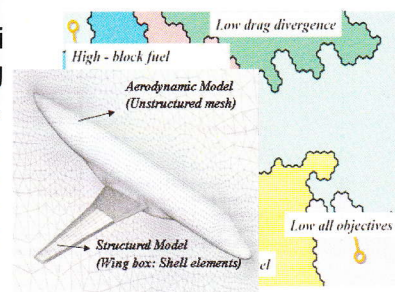 i
g
Low drag divergence
High - block fuel
Aerodynamic Model
(Unstructured mesh)
Low all objectives
Structural Model
(Wing box: Shell elements)
el